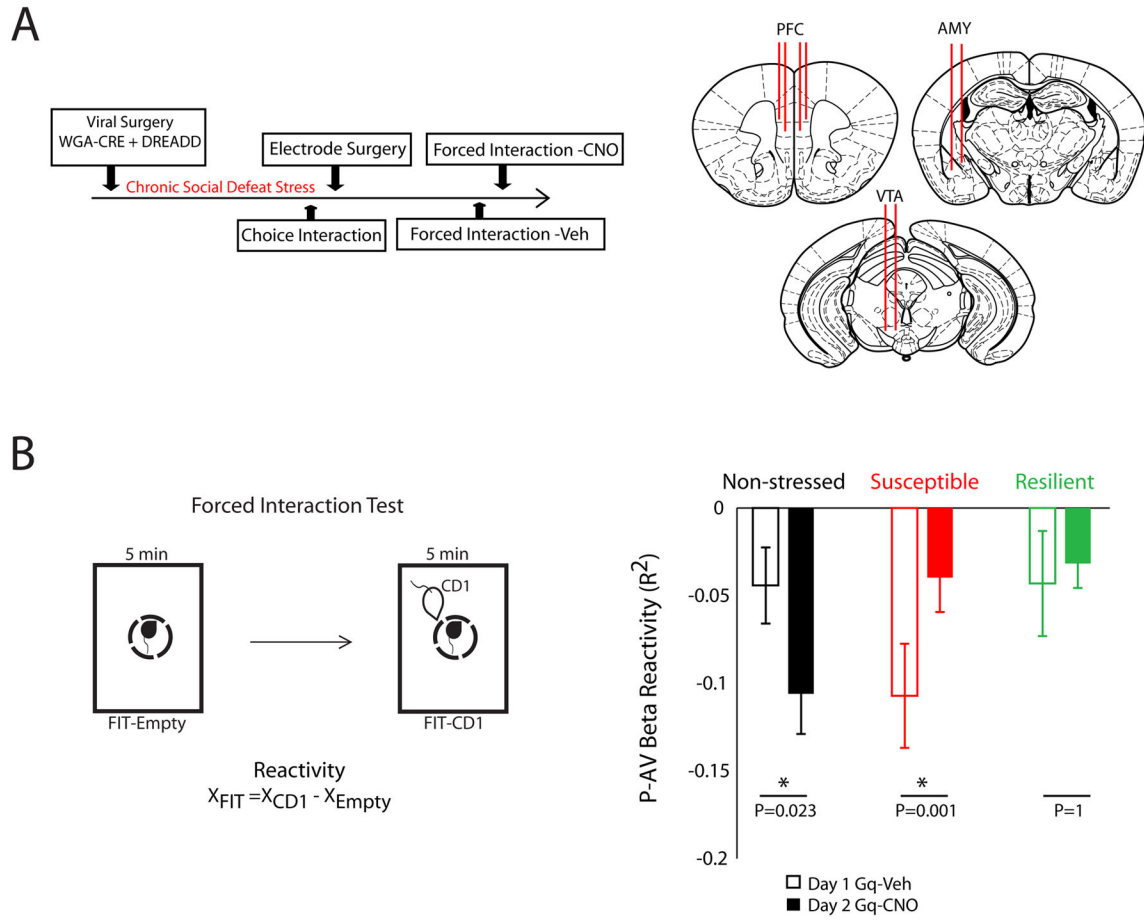 A
Viral Surgery
WGA-CRE + DREADD
Electrode Surgery
Forced Interaction -CNO
Chronic Social Defeat Stress
Choice Interaction
Forced Interaction -Veh
PFC
AMY
VTA
B
Forced Interaction Test
5 min
5 min
CD1
FIT-Empty
FIT-CD1
Reactivity
X_FIT =X_CD1 - X_Empty
Non-stressed
Susceptible
Resilient
P-AV Beta Reactivity (R²)
0
-0.05
-0.1
-0.15
-0.2
*
*
P=0.023
P=0.001
P=1
Day 1 Gq-Veh
Day 2 Gq-CNO